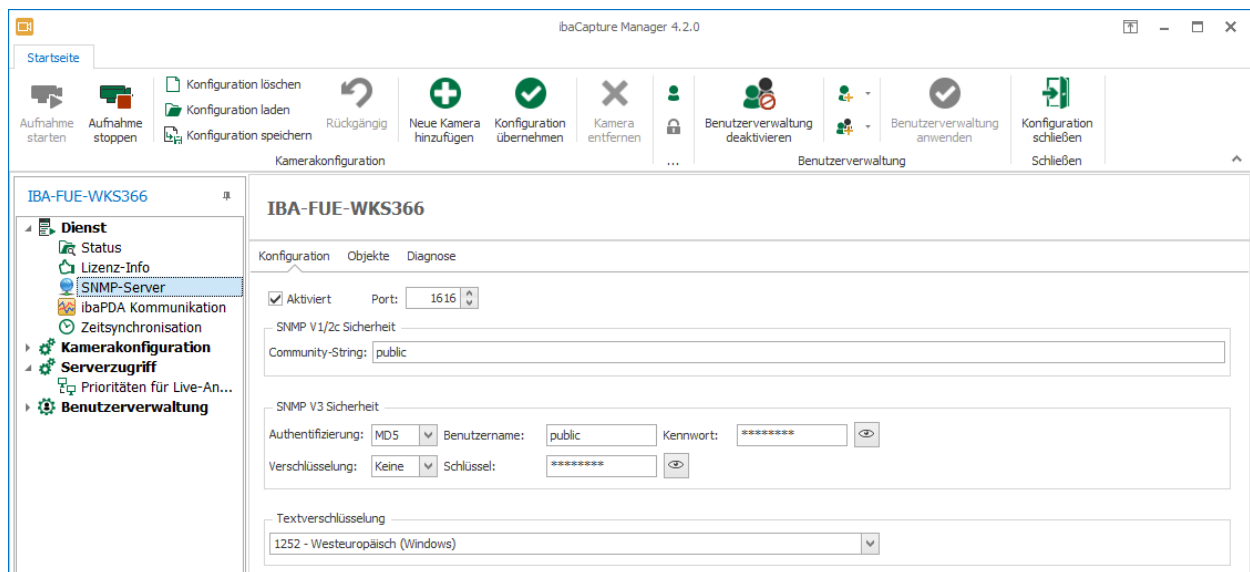 ibaCapture Manager 4.2.0
Startseite
Aufnahme starten
Aufnahme stoppen
Konfiguration löschen
Konfiguration laden
Konfiguration speichern
Rückgängig
Neue Kamera hinzufügen
Konfiguration übernehmen
Kamera entfernen
Benutzerverwaltung deaktivieren
Benutzerverwaltung anwenden
Konfiguration schließen
Kamerakonfiguration
...
Benutzerverwaltung
Schließen
IBA-FUE-WKS366
Dienst
Status
Lizenz-Info
SNMP-Server
ibaPDA Kommunikation
Zeitsynchronisation
Kamerakonfiguration
Serverzugriff
Prioritäten für Live-An...
Benutzerverwaltung
IBA-FUE-WKS366
Konfiguration Objekte Diagnose
Aktiviert Port: 1616
SNMP V1/2c Sicherheit
Community-String: public
SNMP V3 Sicherheit
Authentifizierung: MD5 Benutzername: public Kennwort: ********
Verschlüsselung: Keine Schlüssel: ********
Textverschlüsselung
1252 - Westeuropäisch (Windows)